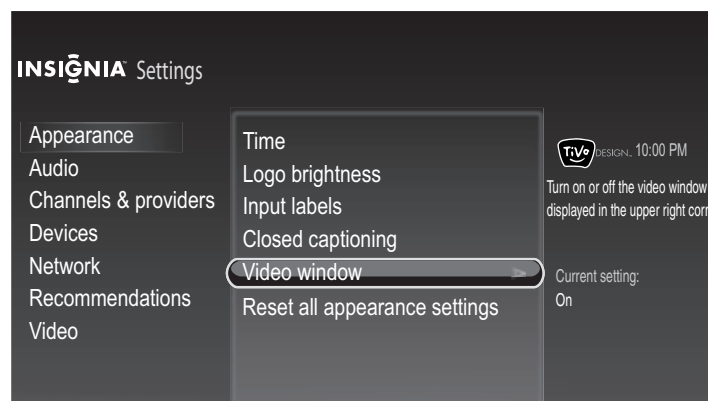 INSIGNIA Settings
Appearance
Audio
Channels & providers
Devices
Network
Recommendations
Video
Time
Logo brightness
Input labels
Closed captioning
Video window
Reset all appearance settings
TiVo DESIGN. 10:00 PM
Turn on or off the video window
displayed in the upper right
Current setting:
On